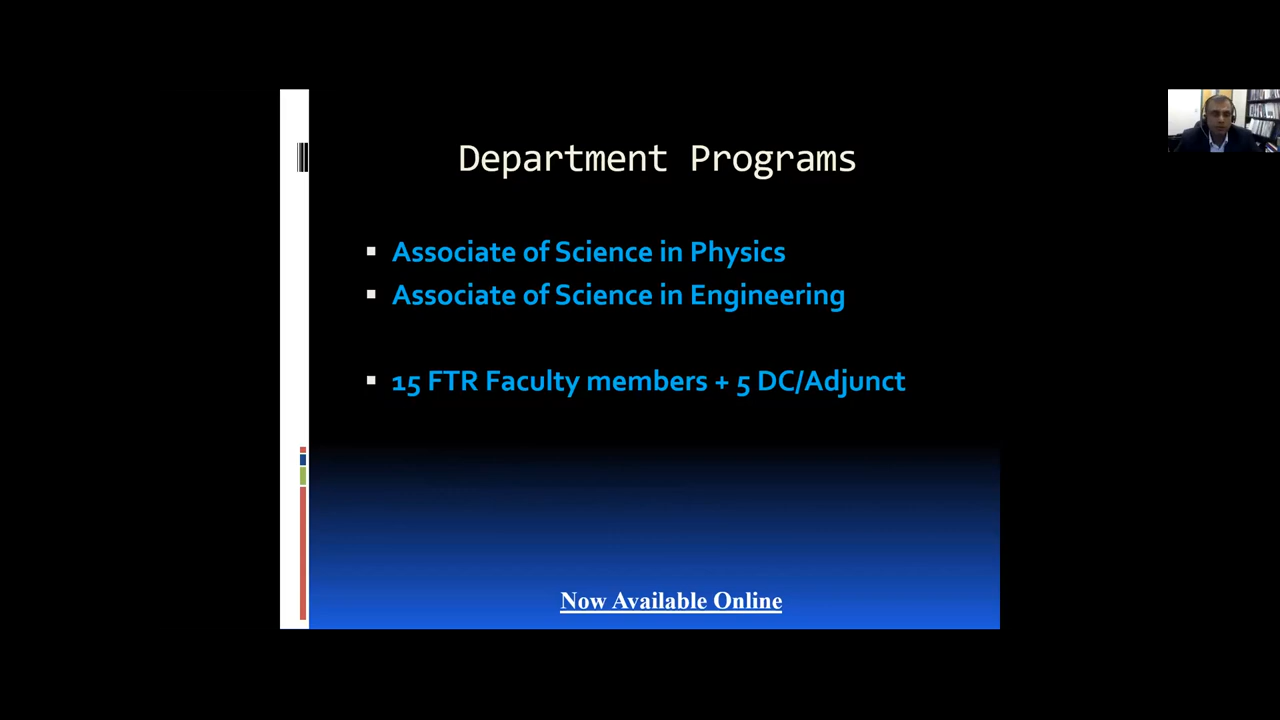 Department Programs
Associate of Science in Physics
Associate of Science in Engineering
15 FTR Faculty members + 5 DC/Adjunct
Now Available Online